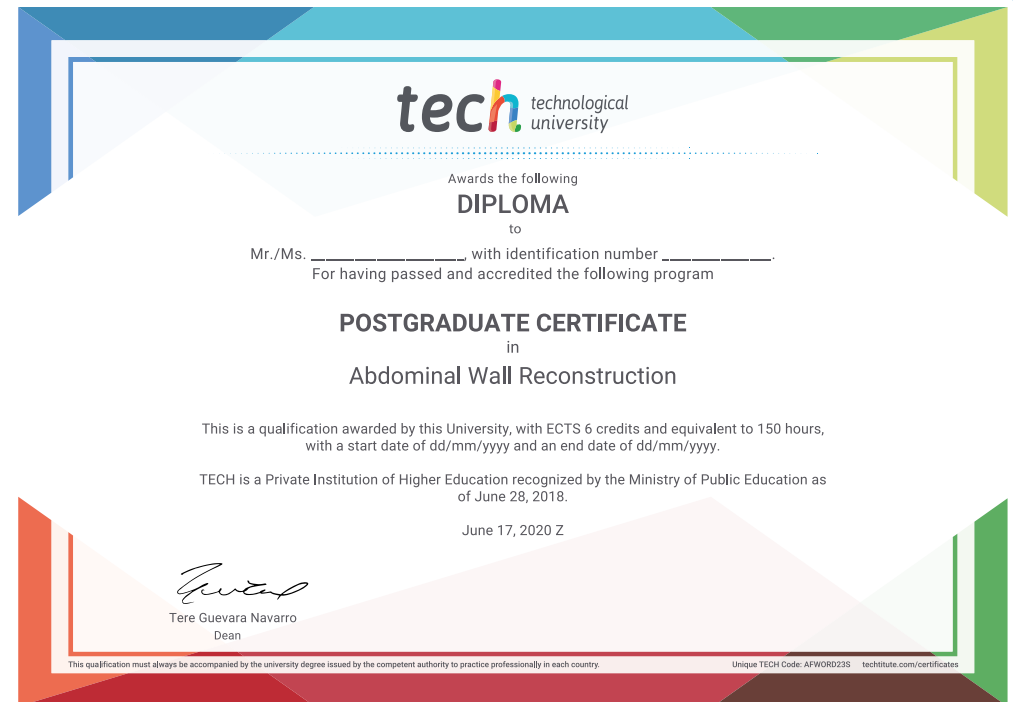 tech technological
university
Awards the following
DIPLOMA
to
Mr./Ms. _________________, with identification number ____________.
For having passed and accredited the following program
POSTGRADUATE CERTIFICATE
in
Abdominal Wall Reconstruction
This is a qualification awarded by this University, with ECTS 6 credits and equivalent to 150 hours,
with a start date of dd/mm/yyyy and an end date of dd/mm/yyyy.
TECH is a Private Institution of Higher Education recognized by the Ministry of Public Education as
of June 28, 2018.
June 17, 2020 Z
Tere Guevara Navarro
Dean
This qualification must always be accompanied by the university degree issued by the competent authority to practice professionally in each country.
Unique TECH Code: AFWORD23S techtitute.com/certificates